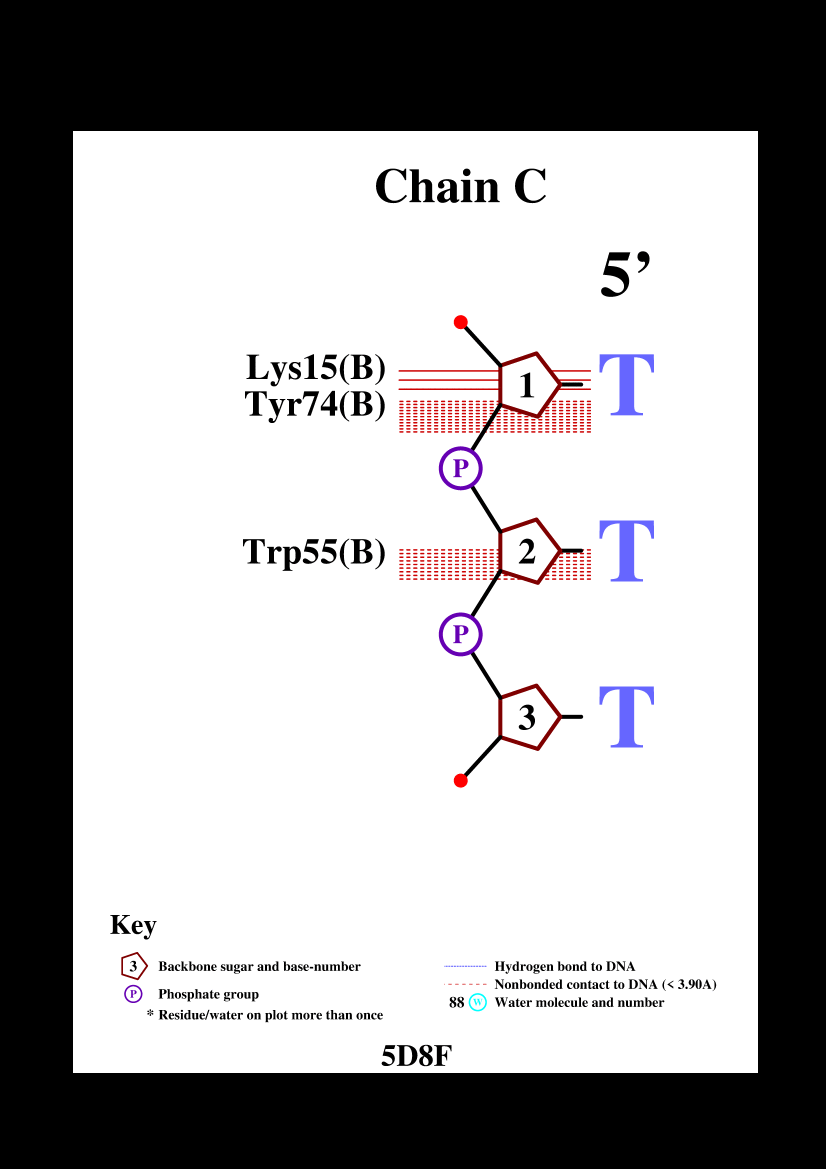 Chain C
5’
Lys15(B)
1
T
Tyr74(B)
P
Trp55(B)
2
T
P
3
T
Key
3 Backbone sugar and base-number
P Phosphate group
* Residue/water on plot more than once
Hydrogen bond to DNA
Nonbonded contact to DNA (< 3.90A)
88 W Water molecule and number
5D8F